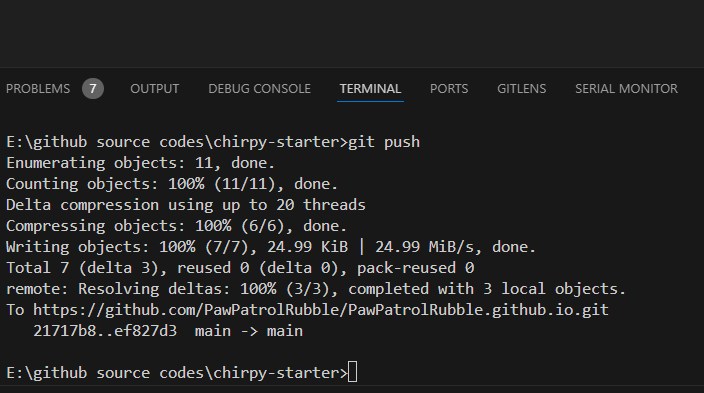 PROBLEMS 7 OUTPUT DEBUG CONSOLE TERMINAL PORTS GITLENS SERIAL MONITOR
E:\github source codes\chirpy-starter>git push
Enumerating objects: 11, done.
Counting objects: 100% (11/11), done.
Delta compression using up to 20 threads
Compressing objects: 100% (6/6), done.
Writing objects: 100% (7/7), 24.99 KiB | 24.99 MiB/s, done.
Total 7 (delta 3), reused 0 (delta 0), pack-reused 0
remote: Resolving deltas: 100% (3/3), completed with 3 local objects.
To https://github.com/PawPatrolRubble/PawPatrolRubble.github.io.git
   21717b8..ef827d3  main -> main
E:\github source codes\chirpy-starter>